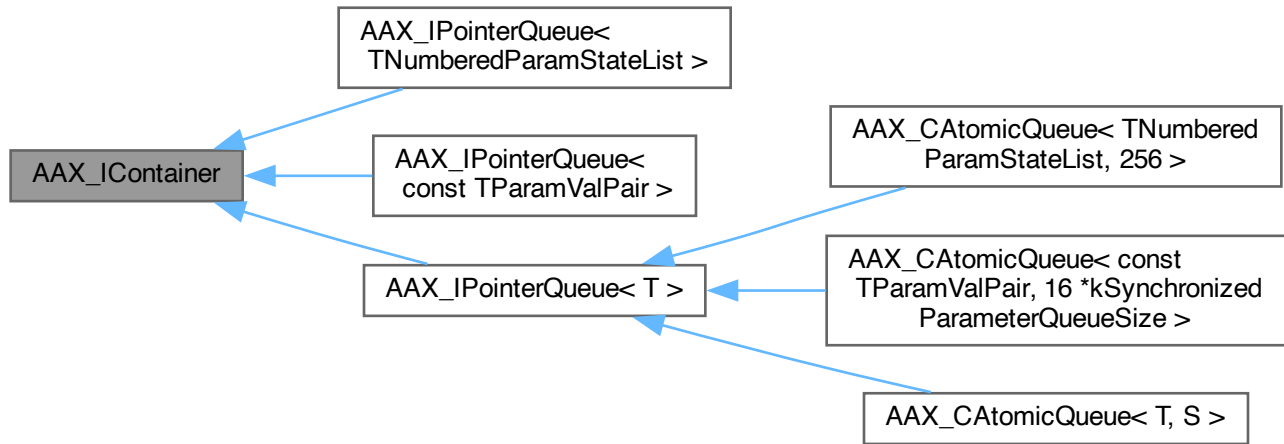 AAX_IPointerQueue<
TNumberedParamStateList >
AAX_IContainer
AAX_IPointerQueue<
const TParamValPair >
AAX_IPointerQueue< T >
AAX_CAtomicQueue< TNumbered
ParamStateList, 256 >
AAX_CAtomicQueue< const
TParamValPair, 16 *kSynchronized
ParameterQueueSize >
AAX_CAtomicQueue< T, S >